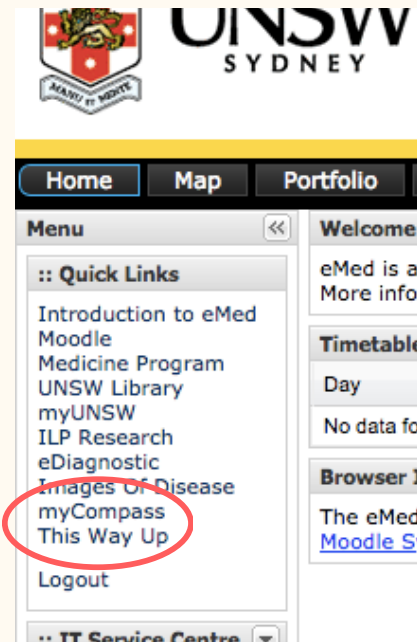 UNSW
SYDNEY
MANU ET MENTE
Home Map Portfolio
Menu
:: Quick Links
Introduction to eMed
Moodle
Medicine Program
UNSW Library
myUNSW
ILP Research
eDiagnostic
Images Of Disease
myCompass
This Way Up
Logout
:: IT Service Centre
Welcome
eMed is a
More info
Timetable
Day
No data fo
Browser
The eMed
Moodle S